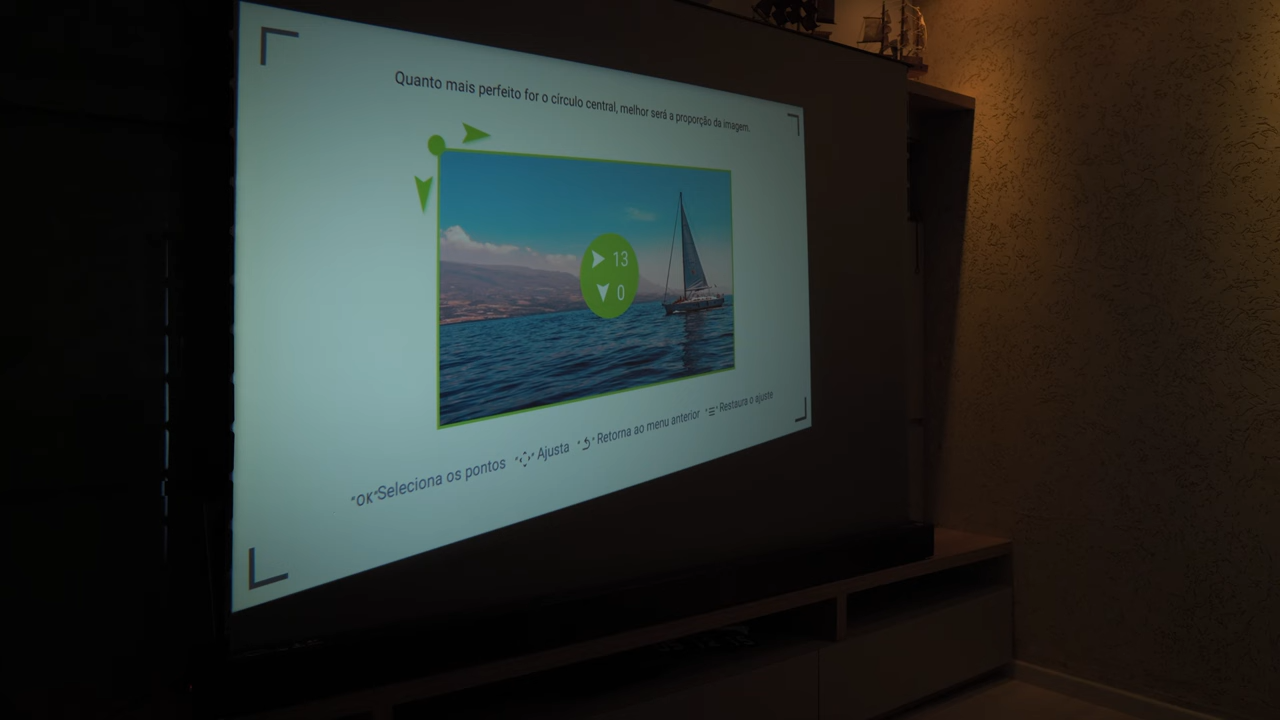 Quanto mais perfeito for o círculo central, melhor será a proporção da imagem.
13
0
"OK"Seleciona os pontos "✥" Ajusta "⮌" Retorna ao menu anterior "☰" Restaura o ajuste